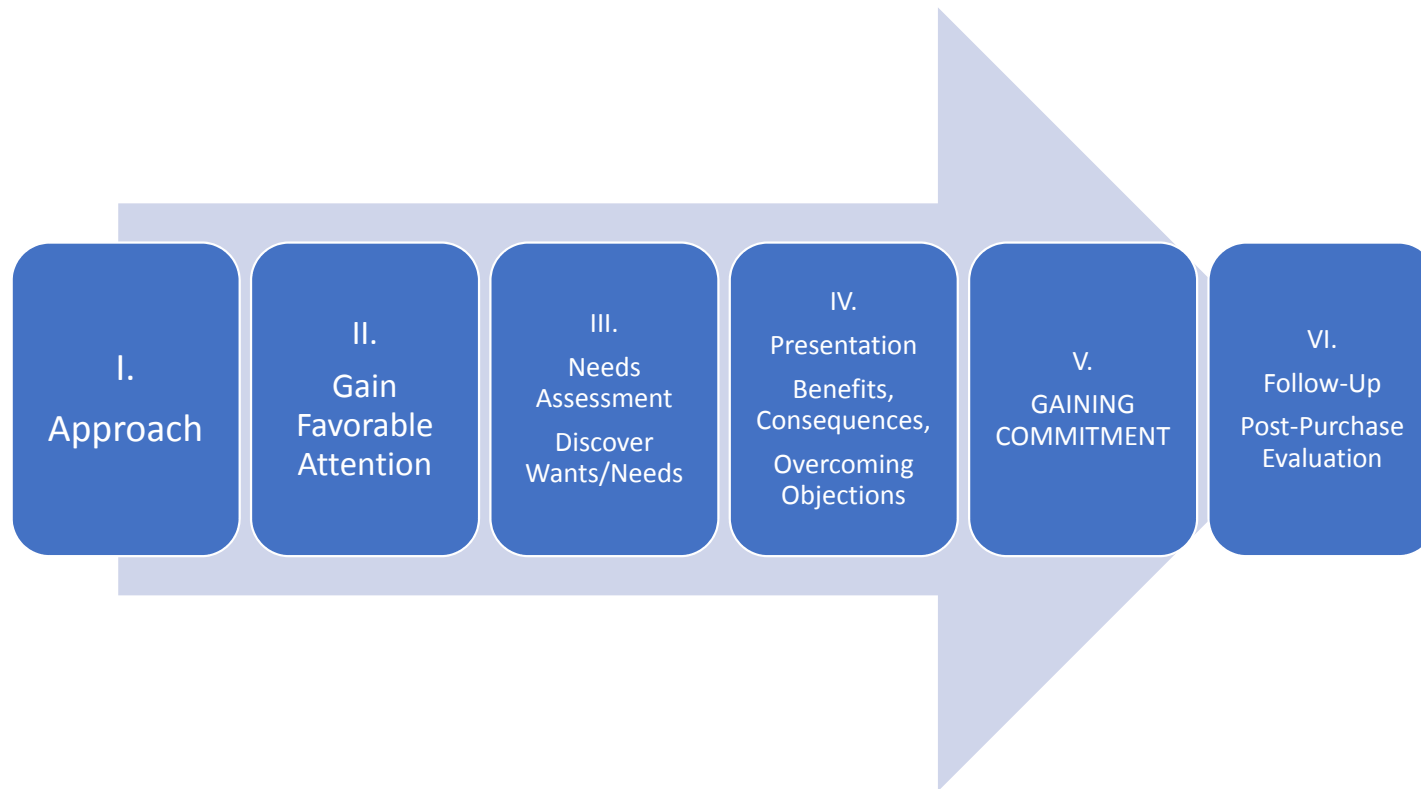 I.
Approach
II.
Gain
Favorable
Attention
III.
Needs
Assessment
Discover
Wants/Needs
IV.
Presentation
Benefits,
Consequences,
Overcoming
Objections
V.
GAINING
COMMITMENT
VI.
Follow-Up
Post-Purchase
Evaluation